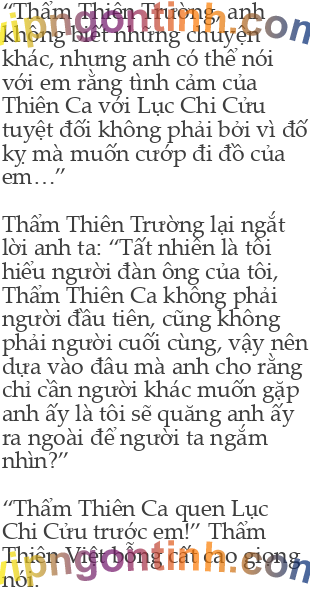 “Thẩm Thiên Trường, anh
không biết những chuyện
khác, nhưng anh có thể nói
với em rằng tình cảm của
Thiên Ca với Lục Chi Cửu
tuyệt đối không phải bởi vì đố
kỵ mà muốn cướp đi đồ của
em…”
Thẩm Thiên Trường lại ngắt
lời anh ta: “Tất nhiên là tôi
hiểu người đàn ông của tôi,
Thẩm Thiên Ca không phải
người đầu tiên, cũng không
phải người cuối cùng, vậy nên
dựa vào đâu mà anh cho rằng
chỉ cần người khác muốn gặp
anh ấy là tôi sẽ quăng anh ấy
ra ngoài để người ta ngắm
nhìn?”
“Thẩm Thiên Ca quen Lục
Chi Cửu trước em!” Thẩm
Thiên Việt bỗng cất cao giọng
nói.
vipngontinh.com
vipngontinh.com